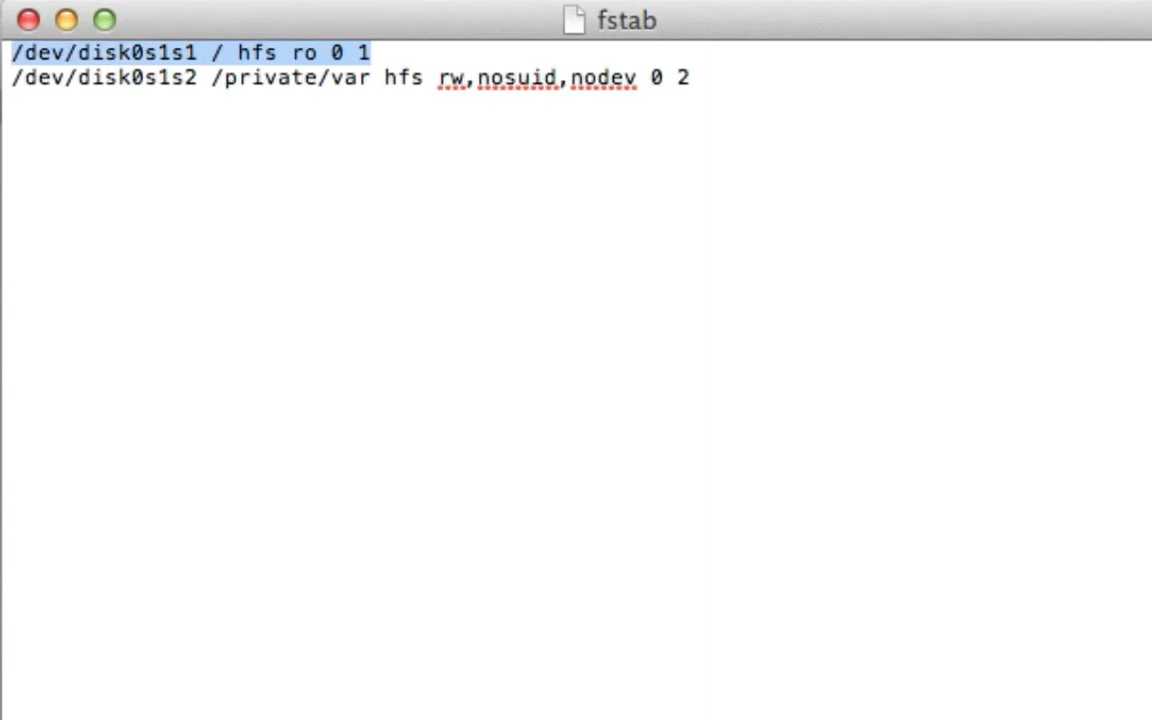 fstab
/dev/disk0s1s1 / hfs ro 0 1
/dev/disk0s1s2 /private/var hfs rw,nosuid,nodev 0 2